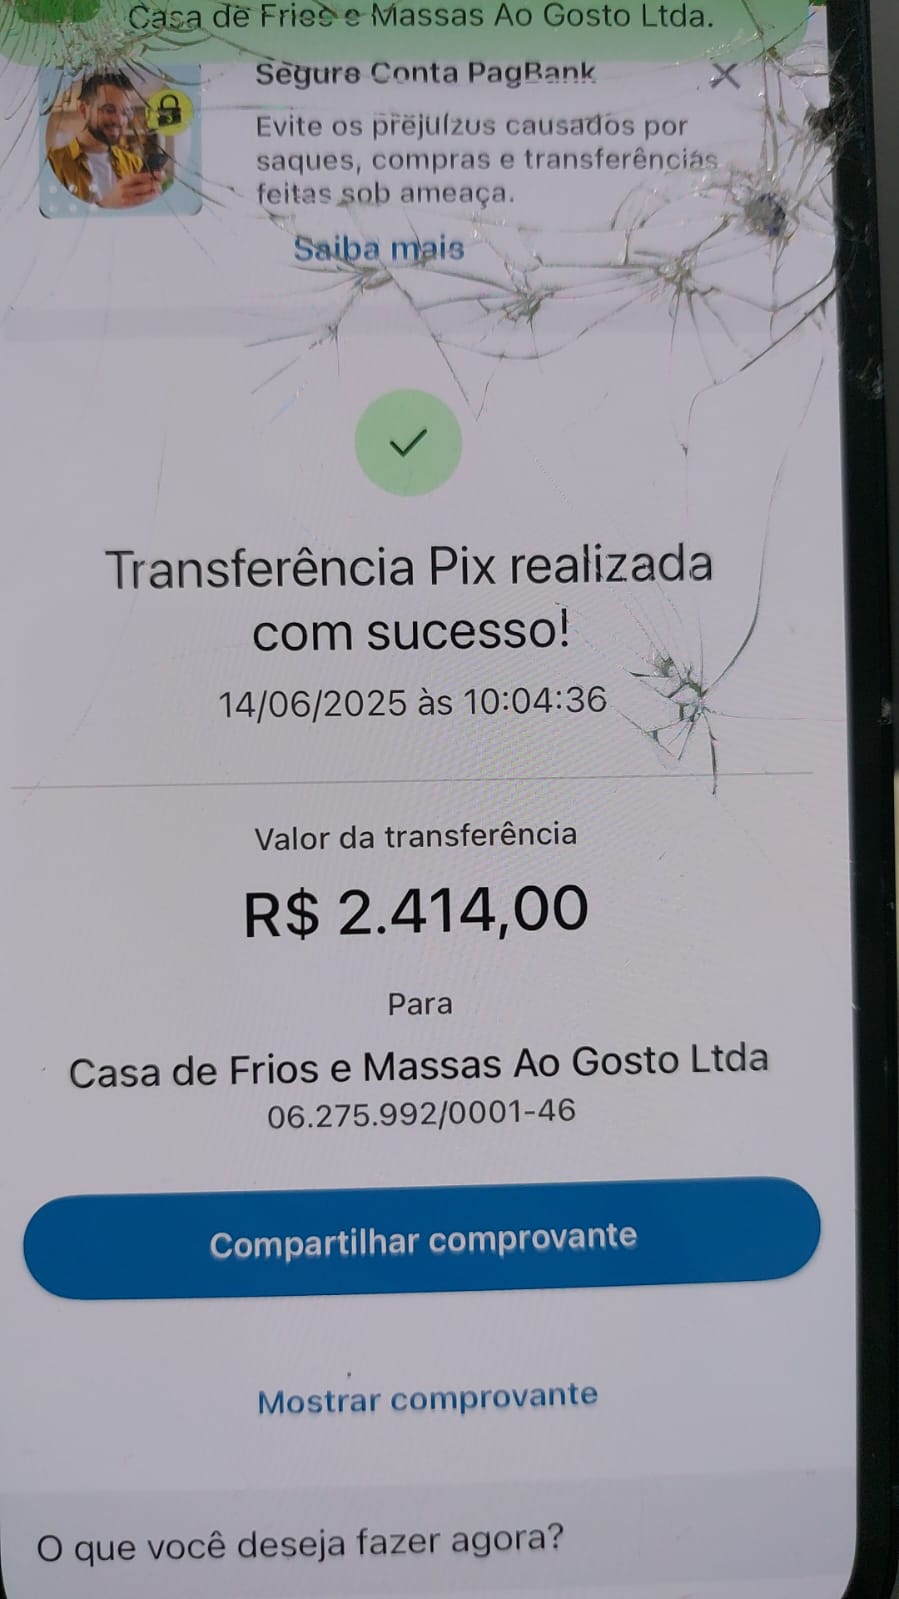 Casa de Frios e Massas Ao Gosto Ltda.
Seguro Conta PagBank
Evite os prejuízos causados por
saques, compras e transferências
feitas sob ameaça.
Saiba mais
Transferência Pix realizada
com sucesso!
14/06/2025 às 10:04:36
Valor da transferência
R$ 2.414,00
Para
Casa de Frios e Massas Ao Gosto Ltda
06.275.992/0001-46
Compartilhar comprovante
Mostrar comprovante
O que você deseja fazer agora?